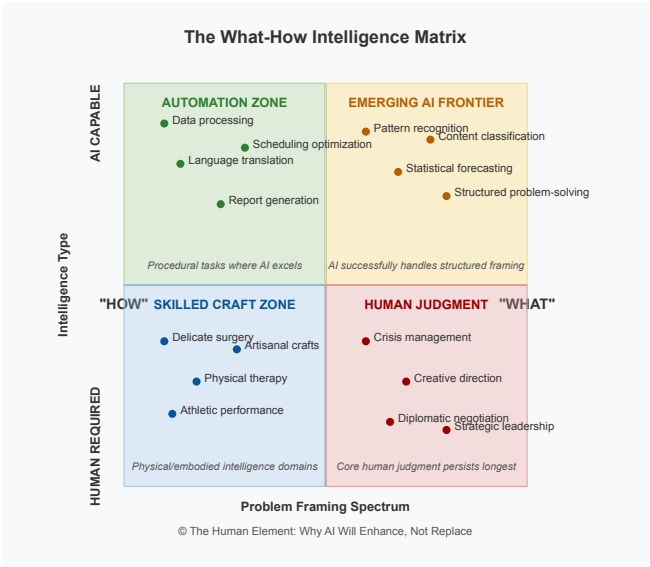 The What-How Intelligence Matrix
AI CAPABLE
AUTOMATION ZONE
Data processing
Scheduling optimization
Language translation
Report generation
Procedural tasks where AI excels
EMERGING AI FRONTIER
Pattern recognition
Content classification
Statistical forecasting
Structured problem-solving
AI successfully handles structured framing
Intelligence Type
"HOW"
SKILLED CRAFT ZONE
Delicate surgery
Artisanal crafts
Physical therapy
Athletic performance
Physical/embodied intelligence domains
HUMAN JUDGMENT
"WHAT"
Crisis management
Creative direction
Diplomatic negotiation
Strategic leadership
Core human judgment persists longest
HUMAN REQUIRED
Problem Framing Spectrum
© The Human Element: Why AI Will Enhance, Not Replace